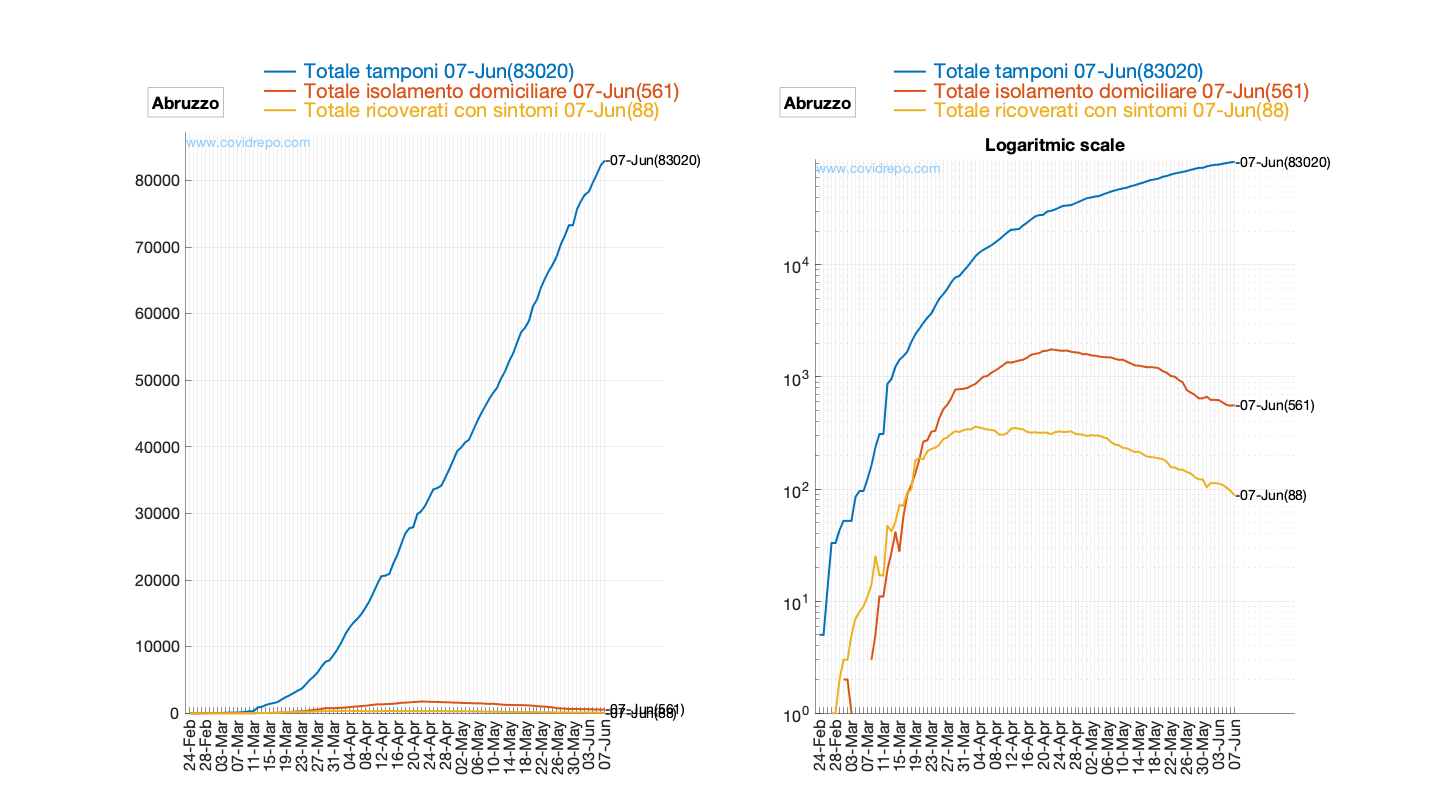 Totale tamponi 07-Jun(83020)
Totale isolamento domiciliare 07-Jun(561)
Totale ricoverati con sintomi 07-Jun(88)
Abruzzo
www.covidrepo.com
80000
70000
60000
50000
40000
30000
20000
10000
0
07-Jun(83020)
07-Jun(561)
07-Jun(88)
24-Feb
28-Feb
03-Mar
07-Mar
11-Mar
15-Mar
19-Mar
23-Mar
27-Mar
31-Mar
04-Apr
08-Apr
12-Apr
16-Apr
20-Apr
24-Apr
28-Apr
02-May
06-May
10-May
14-May
18-May
22-May
26-May
30-May
03-Jun
07-Jun
Totale tamponi 07-Jun(83020)
Totale isolamento domiciliare 07-Jun(561)
Totale ricoverati con sintomi 07-Jun(88)
Abruzzo
Logaritmic scale
www.covidrepo.com
10^4
10^3
10^2
10^1
10^0
07-Jun(83020)
07-Jun(561)
07-Jun(88)
24-Feb
28-Feb
03-Mar
07-Mar
11-Mar
15-Mar
19-Mar
23-Mar
27-Mar
31-Mar
04-Apr
08-Apr
12-Apr
16-Apr
20-Apr
24-Apr
28-Apr
02-May
06-May
10-May
14-May
18-May
22-May
26-May
30-May
03-Jun
07-Jun